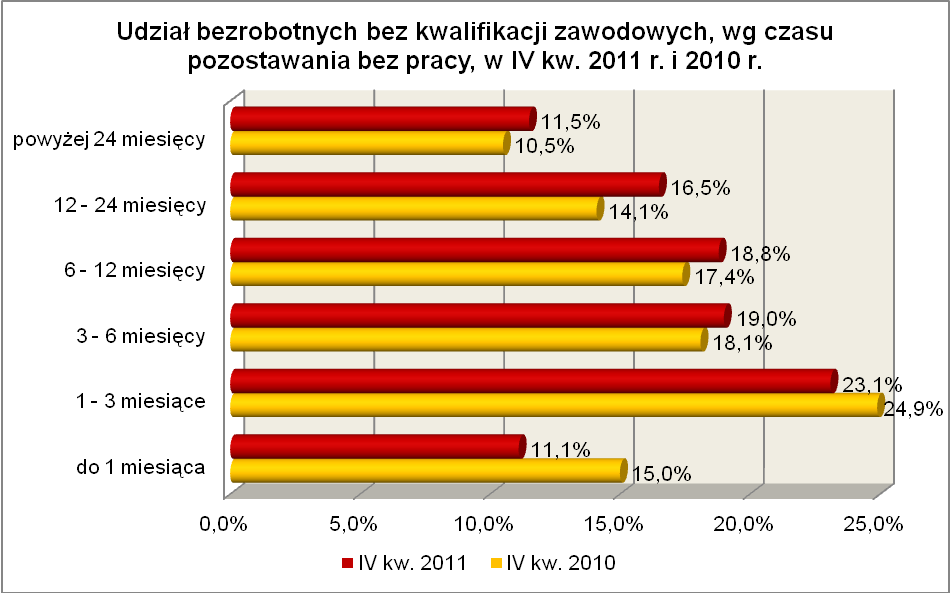 Udział bezrobotnych bez kwalifikacji zawodowych, wg czasu
pozostawania bez pracy, w IV kw. 2011 r. i 2010 r.
powyżej 24 miesięcy
11,5%
10,5%
12 - 24 miesięcy
16,5%
14,1%
6 - 12 miesięcy
18,8%
17,4%
3 - 6 miesięcy
19,0%
18,1%
1 - 3 miesiące
23,1%
24,9%
do 1 miesiąca
11,1%
15,0%
0,0% 5,0% 10,0% 15,0% 20,0% 25,0%
IV kw. 2011 IV kw. 2010